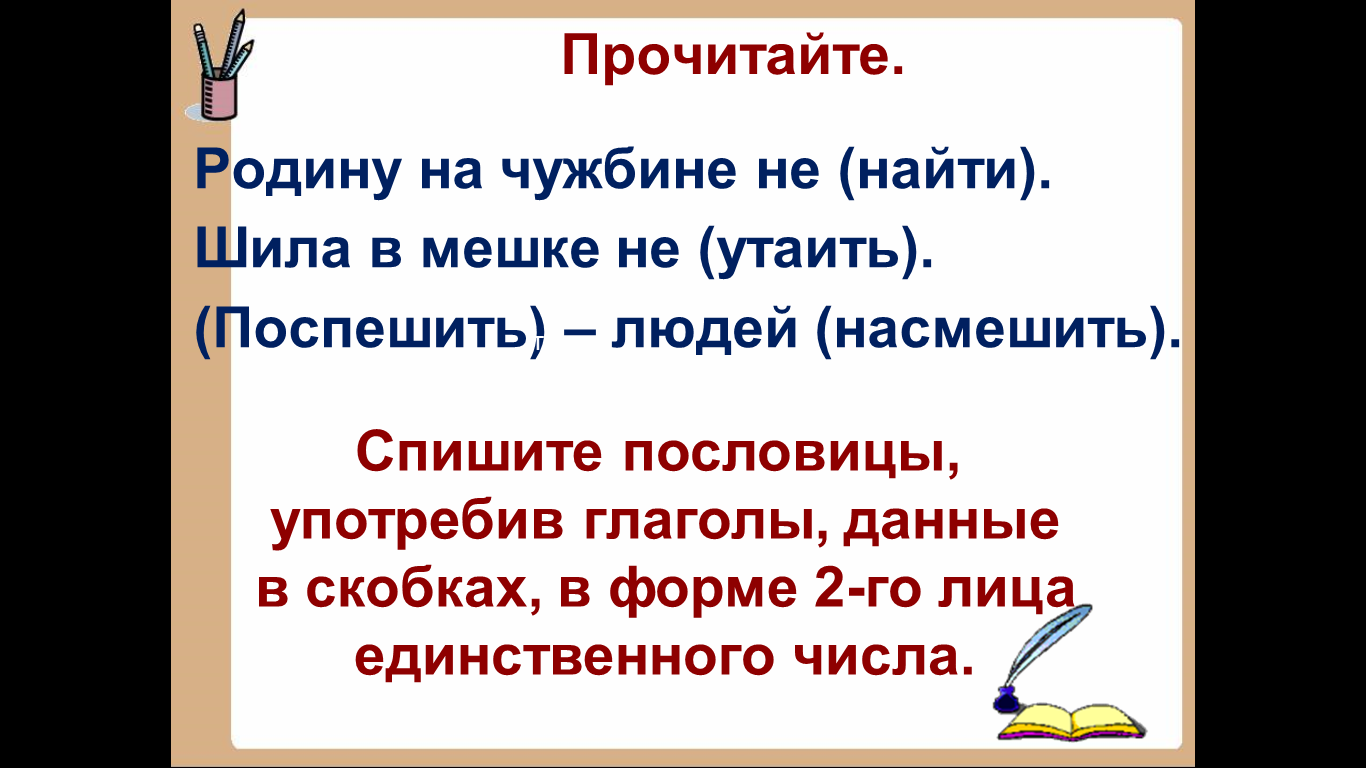 Прочитайте.
Родину на чужбине не (найти).
Шила в мешке не (утаить).
(Поспешить) – людей (насмешить).
Спишите пословицы,
употребив глаголы, данные
в скобках, в форме 2-го лица
единственного числа.